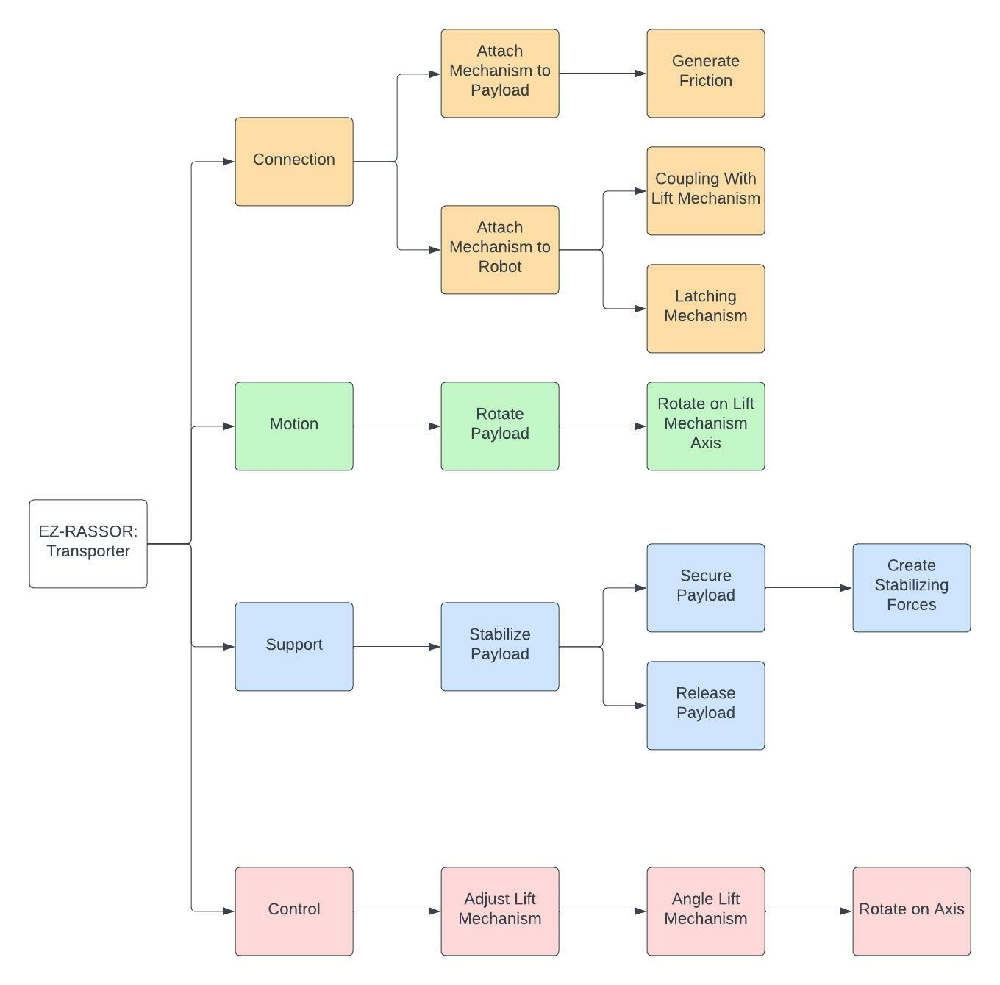 Attach
Mechanism to
Payload
Generate
Friction
Connection
Coupling With
Lift Mechanism
Attach
Mechanism to
Robot
Latching
Mechanism
Motion
Rotate
Payload
Rotate on Lift
Mechanism
Axis
EZ-RASSOR:
Transporter
Secure
Payload
Create
Stabilizing
Forces
Support
Stabilize
Payload
Release
Payload
Control
Adjust Lift
Mechanism
Angle Lift
Mechanism
Rotate on Axis